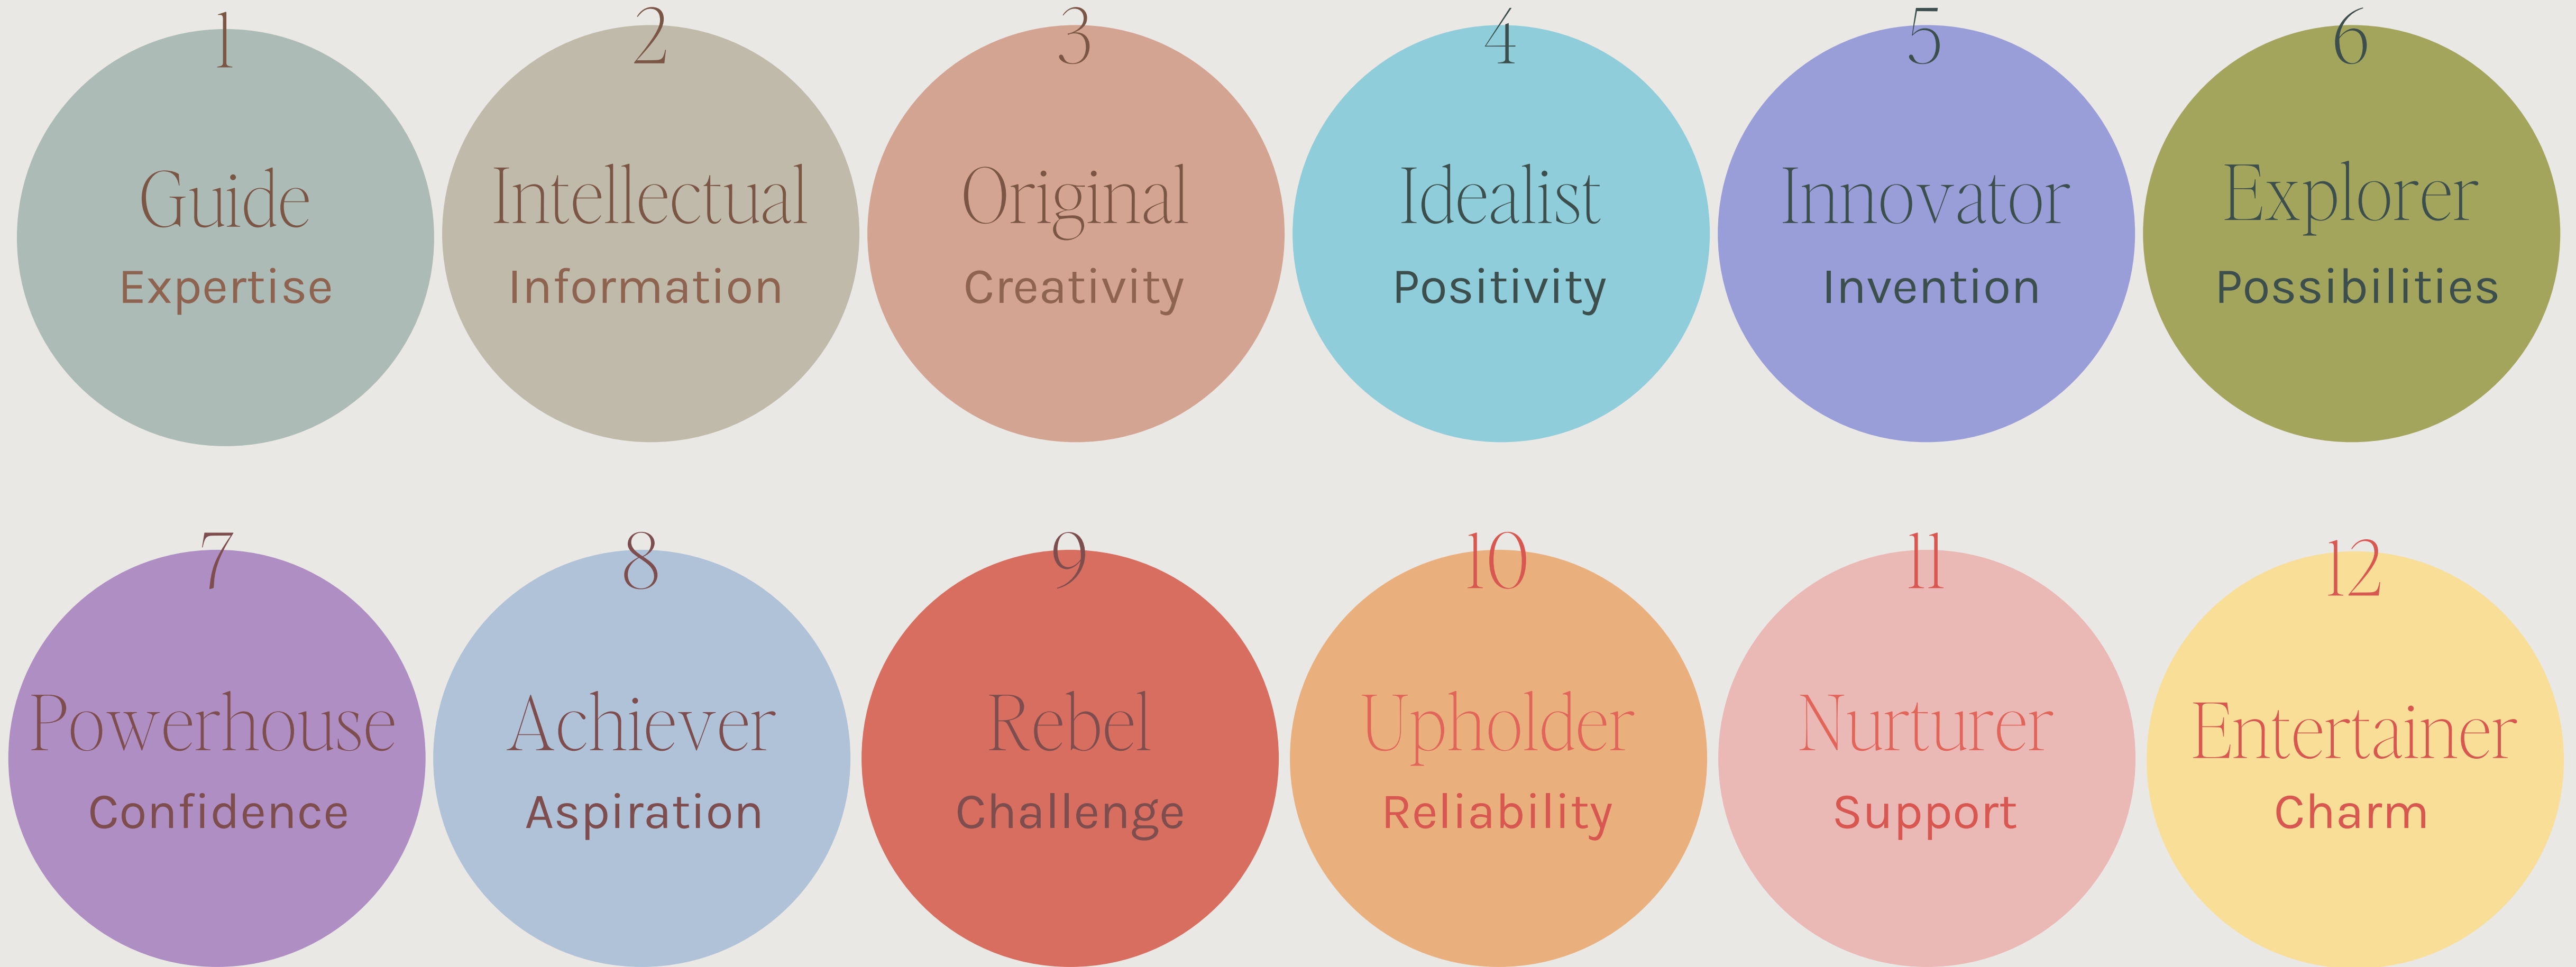 1
Guide
Expertise
2
Intellectual
Information
3
Original
Creativity
4
Idealist
Positivity
5
Innovator
Invention
6
Explorer
Possibilities
7
Powerhouse
Confidence
8
Achiever
Aspiration
9
Rebel
Challenge
10
Upholder
Reliability
11
Nurturer
Support
12
Entertainer
Charm